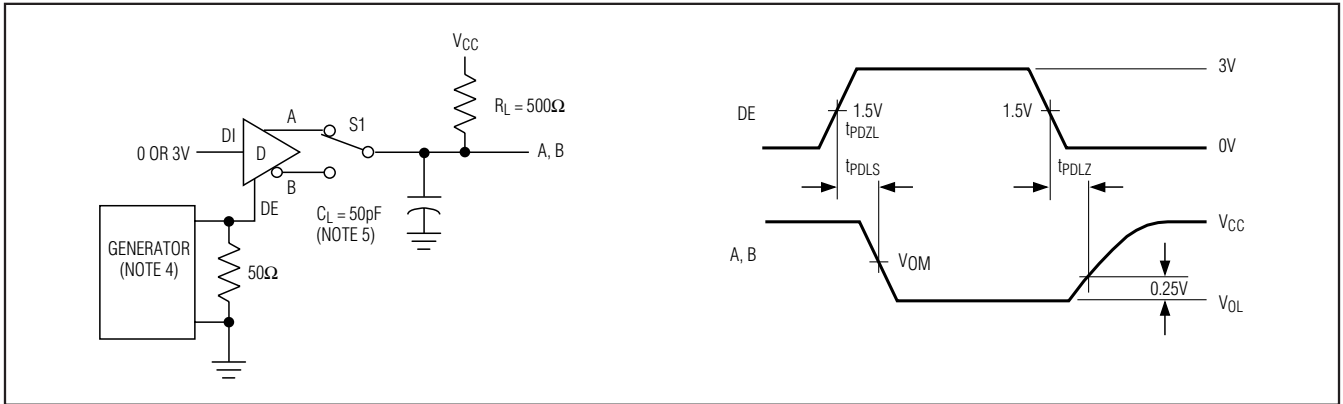 VCC
RL = 500Ω
A
S1
DI
0 OR 3V
D
A, B
B
DE
CL = 50pF
(NOTE 5)
GENERATOR
(NOTE 4)
50Ω
3V
DE
1.5V
1.5V
tPDZL
0V
tPDLS
tPDLZ
VCC
A, B
VOM
0.25V
VOL